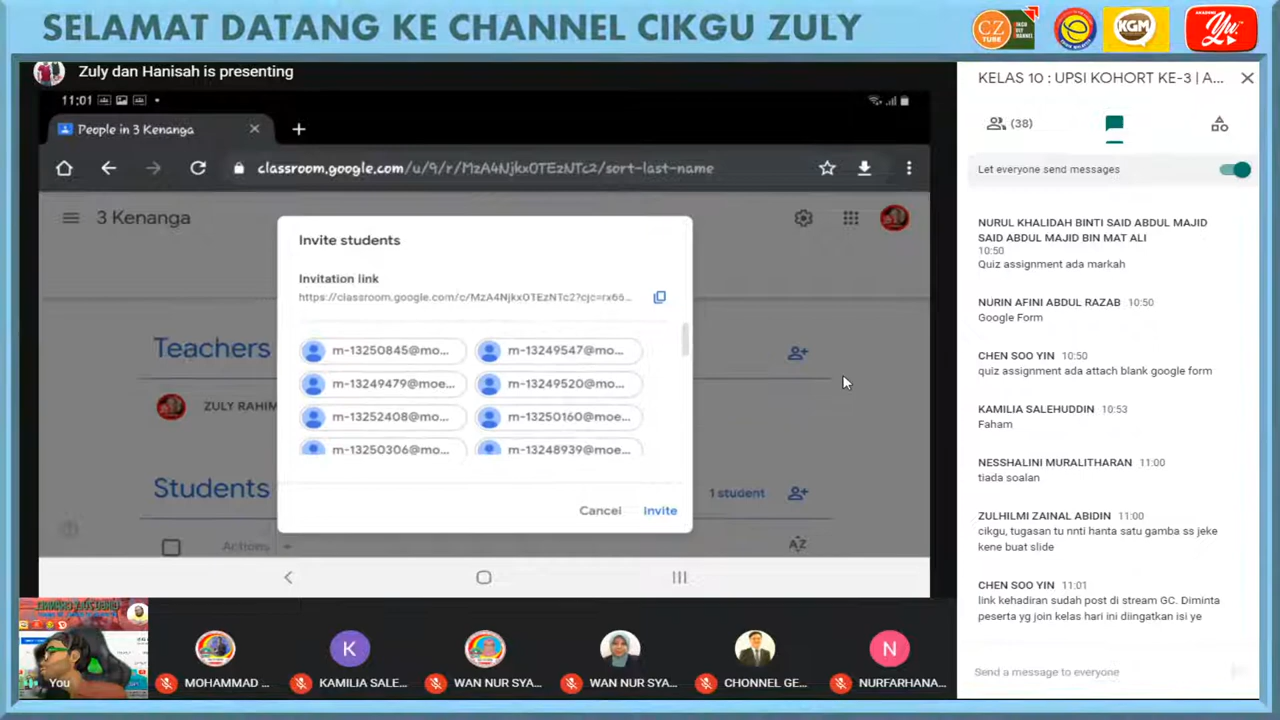 SELAMAT DATANG KE CHANNEL CIKGU ZULY
CZ
TUBE
KGM
Yu
Zuly dan Hanisah is presenting
11:01
People in 3 Kenanga
classroom.google.com/u/9/r/MzA4NjkxOTEzNTc2/sort-last-name
3 Kenanga
Invite students
Invitation link
https://classroom.google.com/c/MzA4NjkxOTEzNTc2?cjc=rx66...
m-13250845@mo...
m-13249547@mo...
m-13249479@moe...
m-13249520@mo...
m-13252408@mo...
m-13250160@moe...
m-13250306@mo...
m-13248939@moe...
Cancel
Invite
Teachers
ZULY RAHIM
Students
1 student
Actions
AZ
KELAS 10 : UPSI KOHORT KE-3 | A...
(38)
Let everyone send messages
NURUL KHALIDAH BINTI SAID ABDUL MAJID
SAID ABDUL MAJID BIN MAT ALI
10:50
Quiz assignment ada markah
NURIN AFINI ABDUL RAZAB 10:50
Google Form
CHEN SOO YIN 10:50
quiz assignment ada attach blank google form
KAMILIA SALEHUDDIN 10:53
Faham
NESSHALINI MURALITHARAN 11:00
tiada soalan
ZULHILMI ZAINAL ABIDIN 11:00
cikgu, tugasan tu nnti hanta satu gamba ss jeke
kene buat slide
CHEN SOO YIN 11:01
link kehadiran sudah post di stream GC. Diminta
peserta yg join kelas hari ini diingatkan isi ye
Send a message to everyone
You
MOHAMMAD ...
K
KAMILIA SALE...
WAN NUR SYA...
WAN NUR SYA...
CHONNEL GE...
N
NURFARHANA...